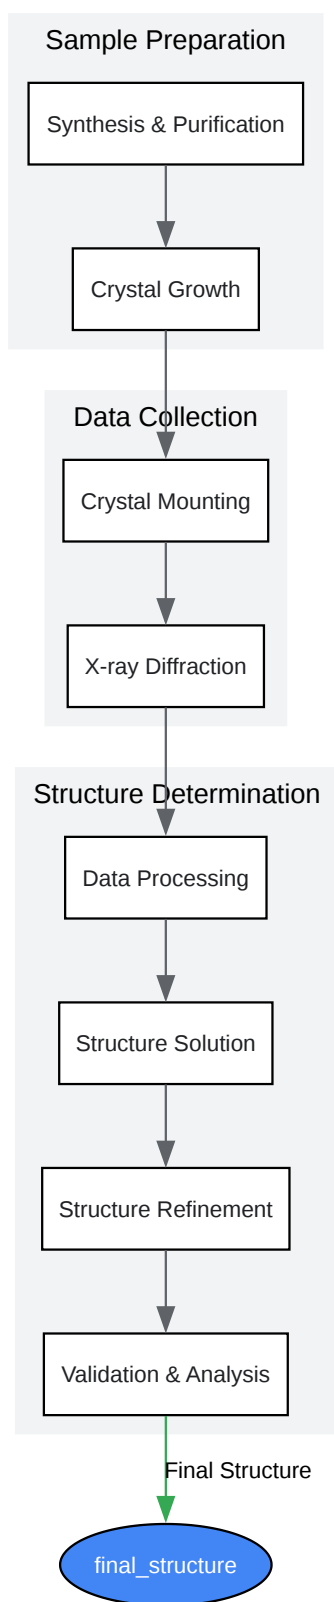 Sample Preparation
Synthesis & Purification
Crystal Growth
Data Collection
Crystal Mounting
X-ray Diffraction
Structure Determination
Data Processing
Structure Solution
Structure Refinement
Validation & Analysis
Final Structure
final_structure